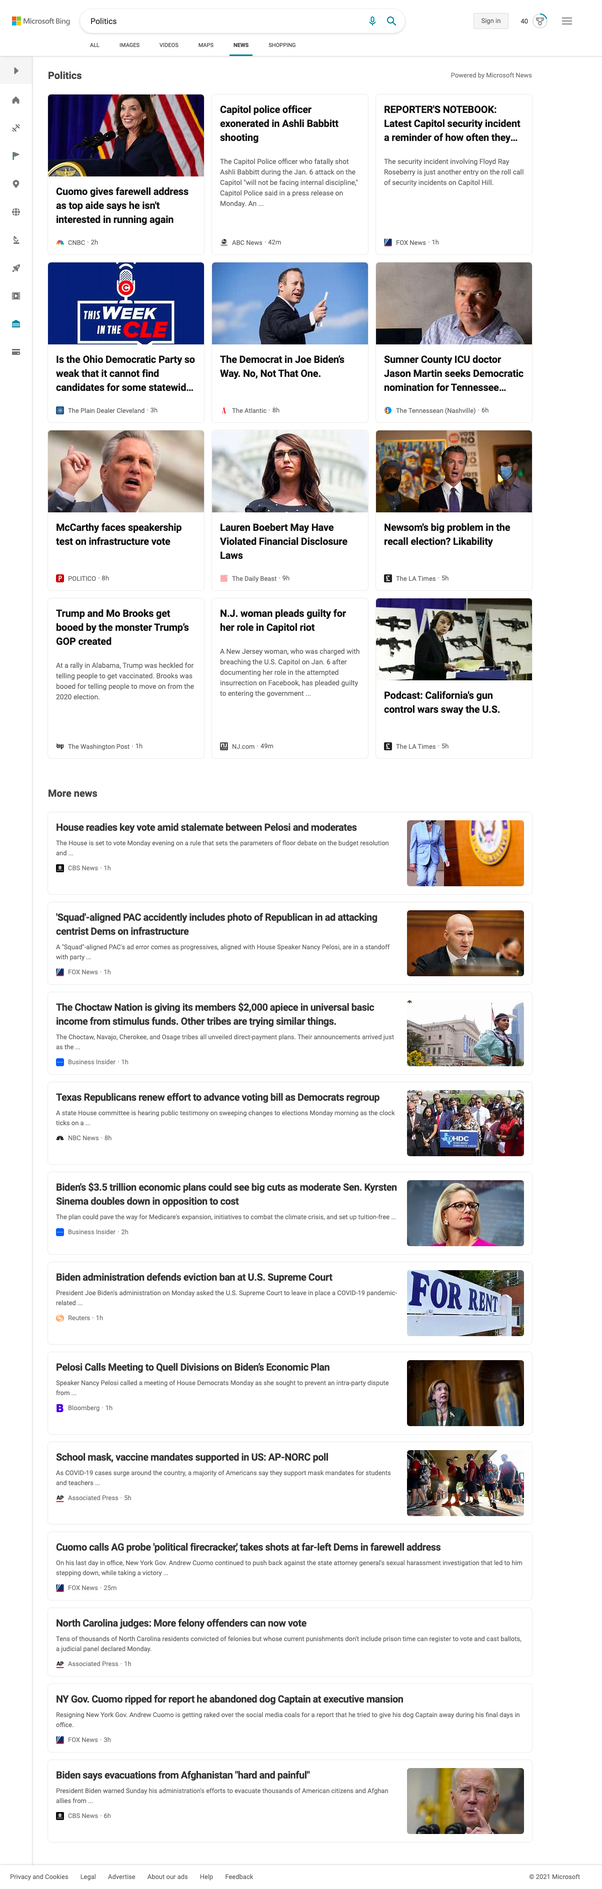 Microsoft Bing
Politics
Sign in
40
ALL IMAGES VIDEOS MAPS NEWS SHOPPING
Politics
Powered by Microsoft News
Cuomo gives farewell address
as top aide says he isn't
interested in running again
CNBC · 2h
Capitol police officer
exonerated in Ashli Babbitt
shooting
The Capitol Police officer who fatally shot
Ashli Babbitt during the Jan. 6 attack on the
Capitol "will not be facing internal discipline,"
Capitol Police said in a press release on
Monday. An ...
ABC News · 42m
REPORTER'S NOTEBOOK:
Latest Capitol security incident
a reminder of how often they...
The security incident involving Floyd Ray
Roseberry is just another entry on the roll call
of security incidents on Capitol Hill.
FOX News · 1h
THIS WEEK
IN THE CLE
Is the Ohio Democratic Party so
weak that it cannot find
candidates for some statewid...
The Plain Dealer Cleveland · 3h
The Democrat in Joe Biden's
Way. No, Not That One.
The Atlantic · 8h
Sumner County ICU doctor
Jason Martin seeks Democratic
nomination for Tennessee...
The Tennessean (Nashville) · 6h
McCarthy faces speakership
test on infrastructure vote
POLITICO · 8h
Lauren Boebert May Have
Violated Financial Disclosure
Laws
The Daily Beast · 9h
Newsom's big problem in the
recall election? Likability
The LA Times · 5h
Trump and Mo Brooks get
booed by the monster Trump's
GOP created
At a rally in Alabama, Trump was heckled for
telling people to get vaccinated. Brooks was
booed for telling people to move on from the
2020 election.
The Washington Post · 1h
N.J. woman pleads guilty for
her role in Capitol riot
A New Jersey woman, who was charged with
breaching the U.S. Capitol on Jan. 6 after
documenting her role in the attempted
insurrection on Facebook, has pleaded guilty
to entering the government ...
NJ.com · 49m
Podcast: California's gun
control wars sway the U.S.
The LA Times · 5h
More news
House readies key vote amid stalemate between Pelosi and moderates
The House is set to vote Monday evening on a rule that sets the parameters of floor debate on the budget resolution
and ...
CBS News · 1h
'Squad'-aligned PAC accidently includes photo of Republican in ad attacking
centrist Dems on infrastructure
A "Squad"-aligned PAC's ad error comes as progressives, aligned with House Speaker Nancy Pelosi, are in a standoff
with party ...
FOX News · 1h
The Choctaw Nation is giving its members $2,000 apiece in universal basic
income from stimulus funds. Other tribes are trying similar things.
The Choctaw, Navajo, Cherokee, and Osage tribes all unveiled direct-payment plans. Their announcements arrived just
as the ...
Business Insider · 1h
Texas Republicans renew effort to advance voting bill as Democrats regroup
A state House committee is hearing public testimony on sweeping changes to elections Monday morning as the clock
ticks on a ...
NBC News · 8h
HDC
Biden's $3.5 trillion economic plans could see big cuts as moderate Sen. Kyrsten
Sinema doubles down in opposition to cost
The plan could pave the way for Medicare's expansion, initiatives to combat the climate crisis, and set up tuition-free ...
Business Insider · 2h
Biden administration defends eviction ban at U.S. Supreme Court
President Joe Biden's administration on Monday asked the U.S. Supreme Court to leave in place a COVID-19 pandemic-
related ...
Reuters · 1h
FOR RENT
Pelosi Calls Meeting to Quell Divisions on Biden's Economic Plan
Speaker Nancy Pelosi called a meeting of House Democrats Monday as she sought to prevent an intra-party dispute
from ...
Bloomberg · 1h
School mask, vaccine mandates supported in US: AP-NORC poll
As COVID-19 cases surge around the country, a majority of Americans say they support mask mandates for students
and teachers ...
Associated Press · 5h
Cuomo calls AG probe 'political firecracker,' takes shots at far-left Dems in farewell address
On his last day in office, New York Gov. Andrew Cuomo continued to push back against the state attorney general's sexual harassment investigation that led to him
stepping down, while taking a victory ...
FOX News · 25m
North Carolina judges: More felony offenders can now vote
Tens of thousands of North Carolina residents convicted of felonies but whose current punishments don't include prison time can register to vote and cast ballots,
a judicial panel declared Monday.
Associated Press · 1h
NY Gov. Cuomo ripped for report he abandoned dog Captain at executive mansion
Resigning New York Gov. Andrew Cuomo is getting raked over the social media coals for a report that he tried to give his dog Captain away during his final days in
office.
FOX News · 3h
Biden says evacuations from Afghanistan "hard and painful"
President Biden warned Sunday his administration's efforts to evacuate thousands of American citizens and Afghan
allies from ...
CBS News · 6h
Privacy and Cookies Legal Advertise About our ads Help Feedback
© 2021 Microsoft